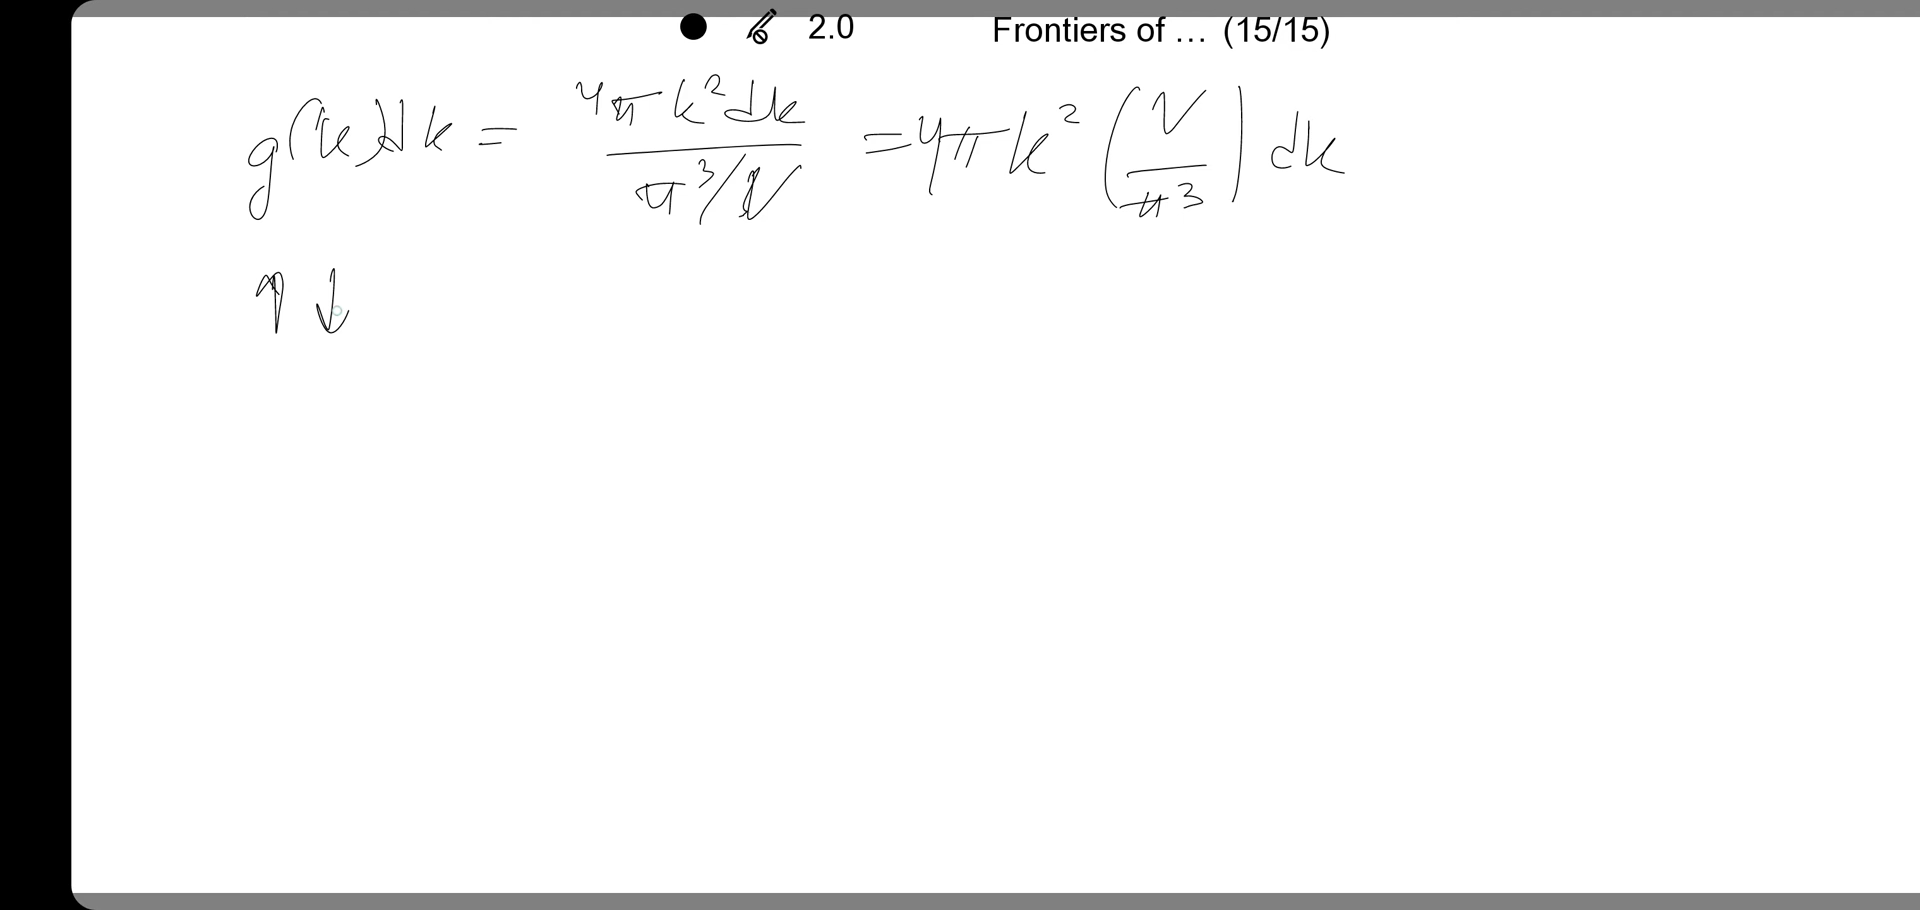 2.0 Frontiers of … (15/15)
g(k)dk = 4πk²dk / π³/V = 4πk² (V/π³) dk
↑ ↓